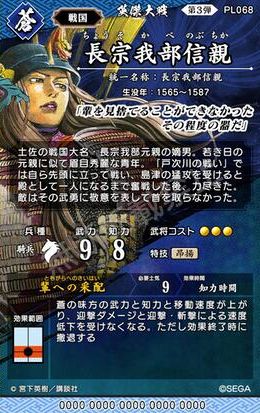 蒼 戦国 英傑大戦 第3弾 PL068
ちょうそかべのぶちか
長宗我部信親
統一名称：長宗我部信親
生没年：1565～1587
「輩を見捨てることができなかった
その程度の器だ」
土佐の戦国大名・長宗我部元親の嫡男。若き日の
元親に似て眉目秀麗な青年。「戸次川の戦い」で
は自ら先頭に立って戦い、島津の猛攻を受けると
殿として一人になるまで奮戦した後、力尽きた。
敵はその武勇に敬意を表して首を取らなかった。
兵種 武力 知力 武将コスト
騎兵 9 8 特技 昂揚
ともがらへのさいはい 必要士気 効果時間
輩への采配 9 知力時間
効果範囲
蒼の味方の武力と知力と移動速度が上が
り、迎撃ダメージと迎撃・斬撃による速度
低下を受けなくなる。ただし効果終了時に
撤退する
© 宮下英樹／講談社 ©SEGA
0000-0000-0000-0000-0000